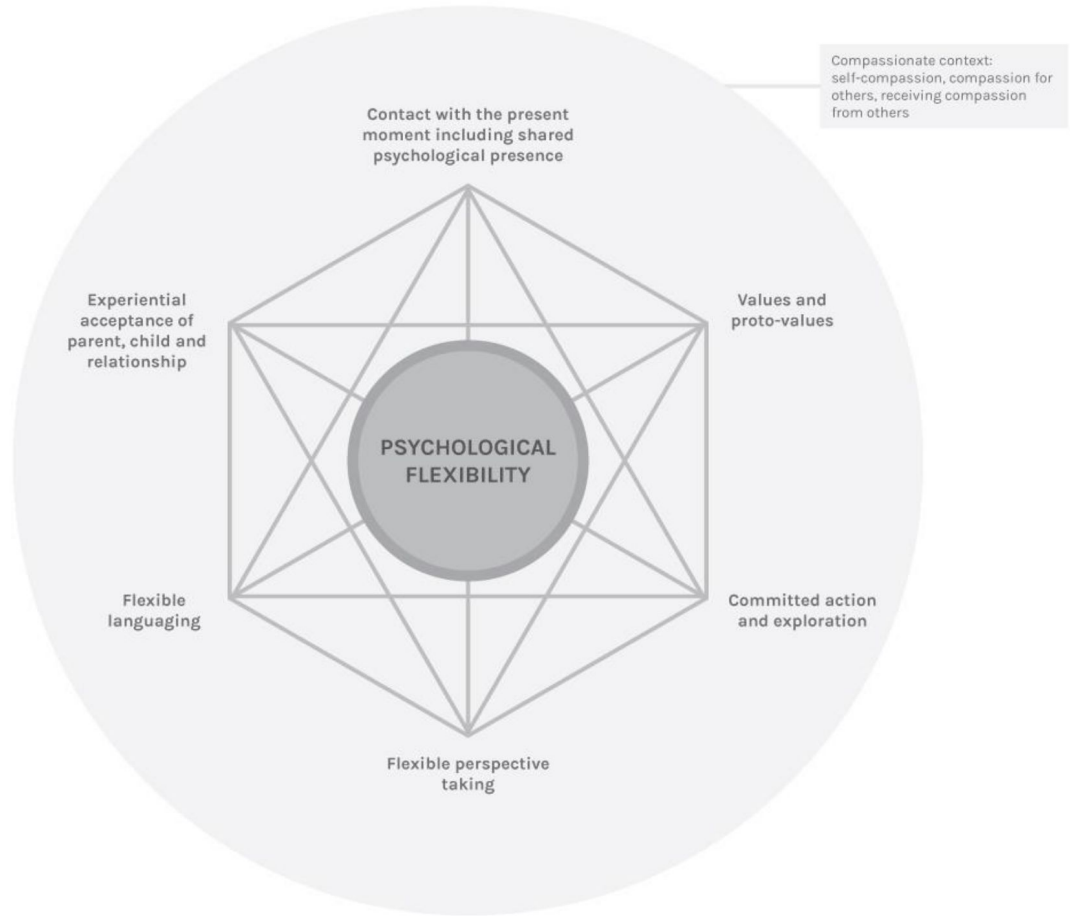 Compassionate context:
self-compassion, compassion for
others, receiving compassion
from others
Contact with the present
moment including shared
psychological presence
Experiential
acceptance of
parent, child and
relationship
Values and
proto-values
PSYCHOLOGICAL
FLEXIBILITY
Flexible
languaging
Committed action
and exploration
Flexible perspective
taking